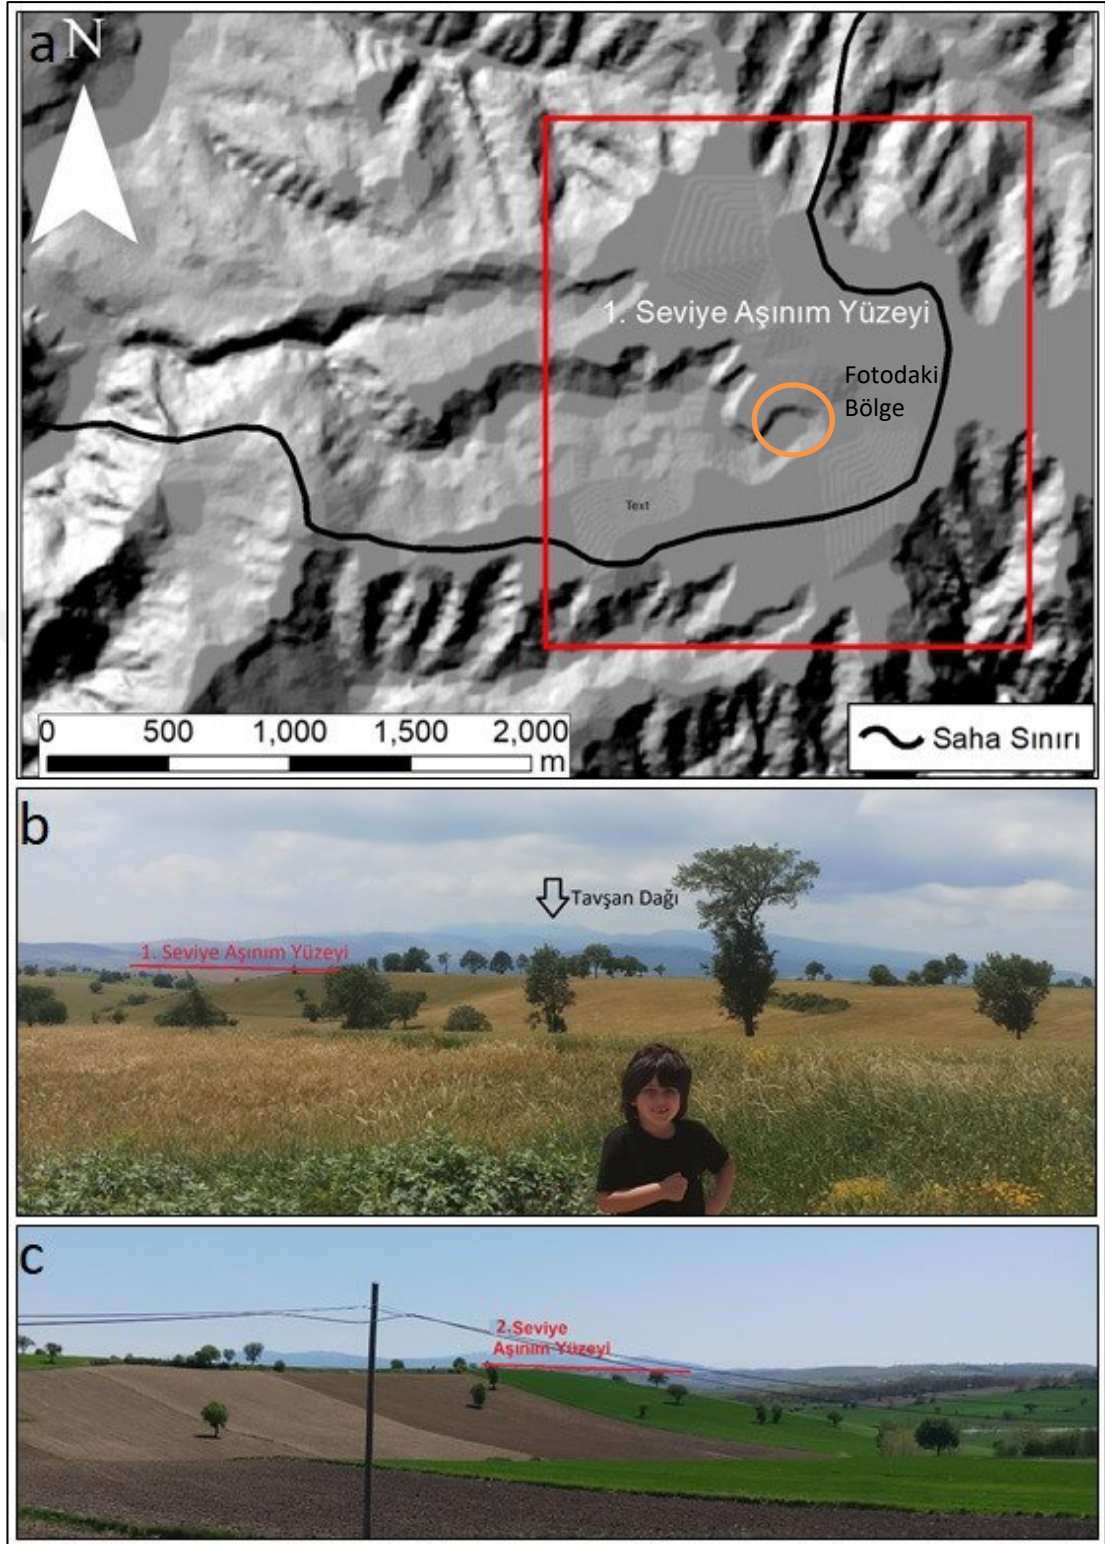 a N
1. Seviye Aşınım Yüzeyi
Fotodaki
Bölge
Text
0 500 1,000 1,500 2,000
m
Saha Sınırı
b
Tavşan Dağı
1. Seviye Aşınım Yüzeyi
c
2.Seviye
Aşınım Yüzeyi